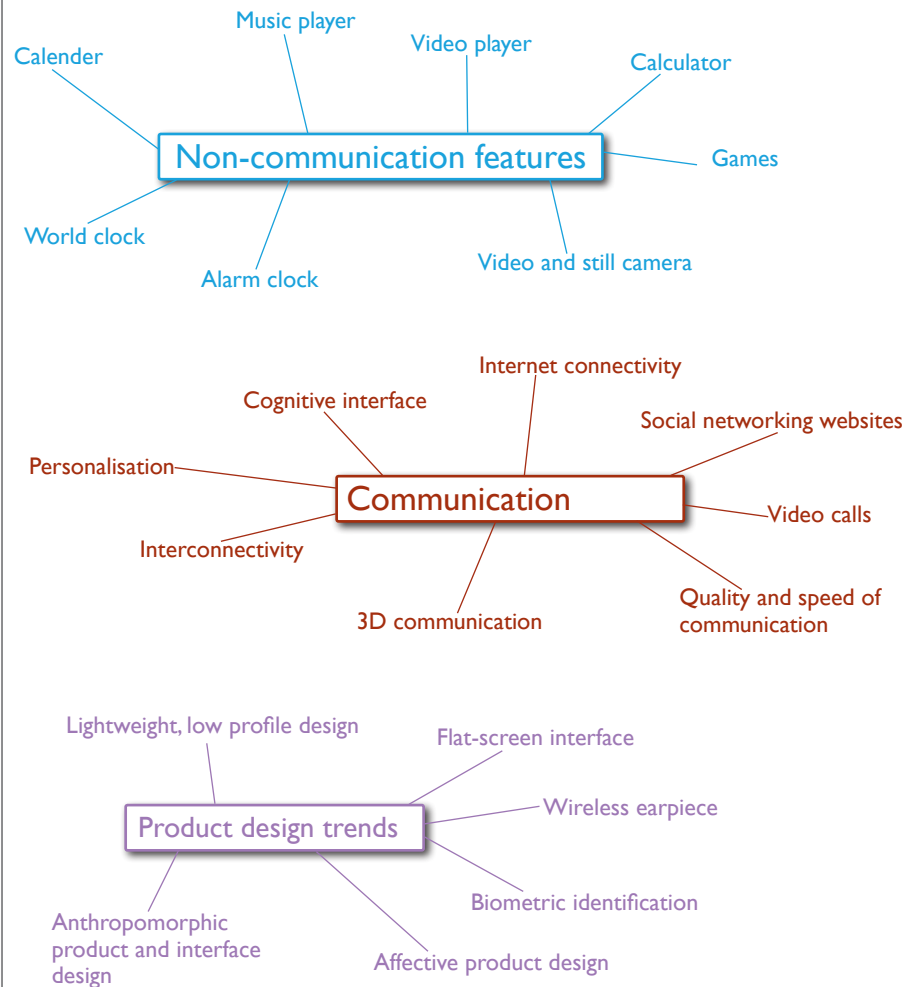 Music player
Video player
Calender
Calculator
Non-communication features
Games
World clock
Alarm clock
Video and still camera
Internet connectivity
Cognitive interface
Social networking websites
Personalisation
Communication
Video calls
Interconnectivity
3D communication
Quality and speed of
communication
Lightweight, low profile design
Flat-screen interface
Wireless earpiece
Product design trends
Biometric identification
Anthropomorphic
product and interface
design
Affective product design